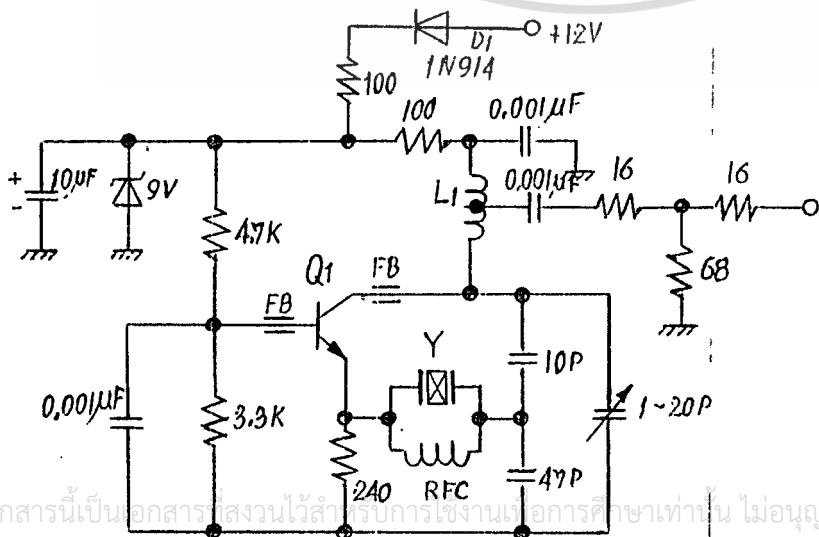 +12V
D1
1N914
100
100
0.001µF
+
-
10µF
9V
4.7K
L1
0.001µF
16
16
68
Q1
FB
FB
Y
10P
1~20P
0.001µF
3.3K
240
RFC
47P
กสารนี้เป็นเอกสารที่สงวนไว้สำหรับการใช้งานเพื่อการศึกษาเท่านั้น ไม่อนุญ